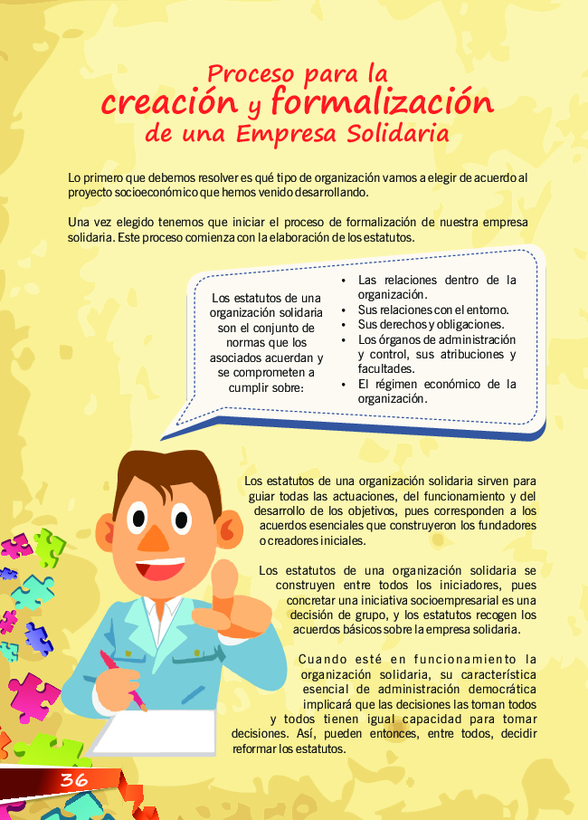 Proceso para la
creación y formalización
de una Empresa Solidaria
Lo primero que debemos resolver es qué tipo de organización vamos a elegir de acuerdo al
proyecto socioeconómico que hemos venido desarrollando.
Una vez elegido tenemos que iniciar el proceso de formalización de nuestra empresa
solidaria. Este proceso comienza con la elaboración de los estatutos.
Los estatutos de una
organización solidaria
son el conjunto de
normas que los
asociados acuerdan y
se comprometen a
cumplir sobre:
• Las relaciones dentro de la
organización.
• Sus relaciones con el entorno.
• Sus derechos y obligaciones.
• Los órganos de administración
y control, sus atribuciones y
facultades.
• El régimen económico de la
organización.
Los estatutos de una organización solidaria sirven para
guiar todas las actuaciones, del funcionamiento y del
desarrollo de los objetivos, pues corresponden a los
acuerdos esenciales que construyeron los fundadores
o creadores iniciales.
Los estatutos de una organización solidaria se
construyen entre todos los iniciadores, pues
concretar una iniciativa socioempresarial es una
decisión de grupo, y los estatutos recogen los
acuerdos básicos sobre la empresa solidaria.
Cuando esté en funcionamiento la
organización solidaria, su característica
esencial de administración democrática
implicará que las decisiones las toman todos
y todos tienen igual capacidad para tomar
decisiones. Así, pueden entonces, entre todos, decidir
reformar los estatutos.
36